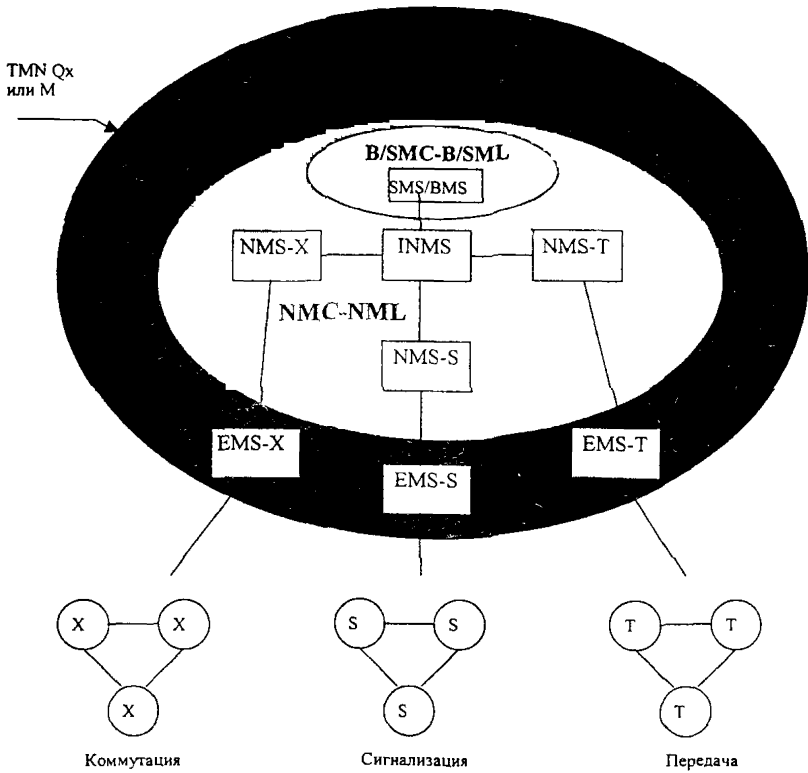 TMN Qx
или M
B/SMC-B/SML
SMS/BMS
NMS-X
INMS
NMS-T
NMC-NML
NMS-S
EMS-X
EMS-S
EMS-T
X X
S S
T T
X
S
T
Коммутация
Сигнализация
Передача